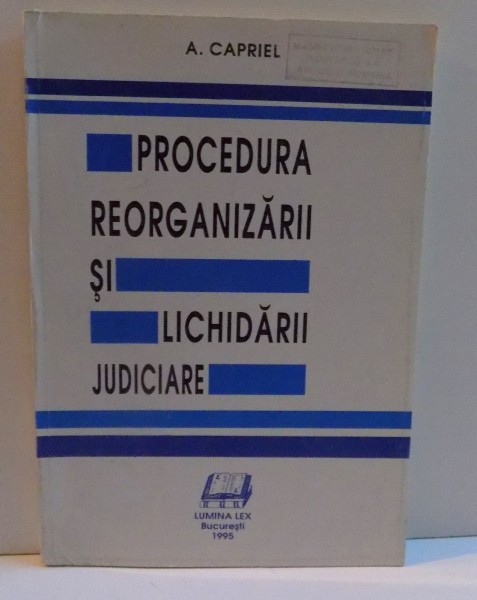 A. CAPRIEL
PROCEDURA
REORGANIZĂRII
ŞI
LICHIDĂRII
JUDICIARE
LUMINA LEX
Bucureşti
1995